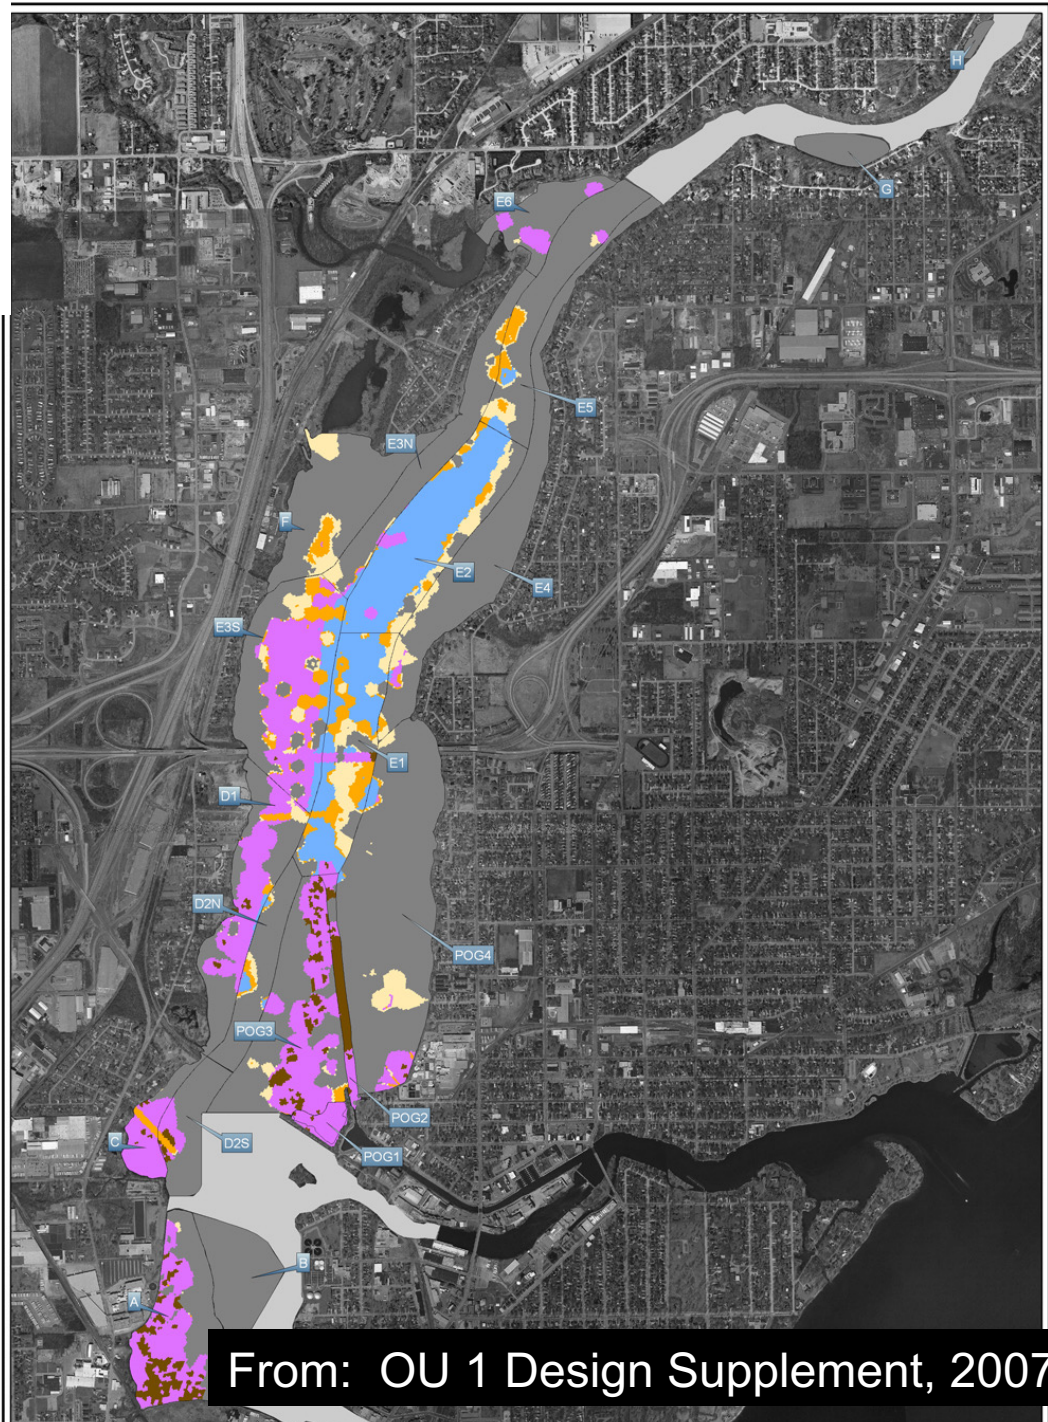 H
G
E6
E5
E3N
F
E2
E4
E3S
E1
D1
D2N
POG4
POG3
POG2
C
D2S
POG1
B
A
From: OU 1 Design Supplement, 2007